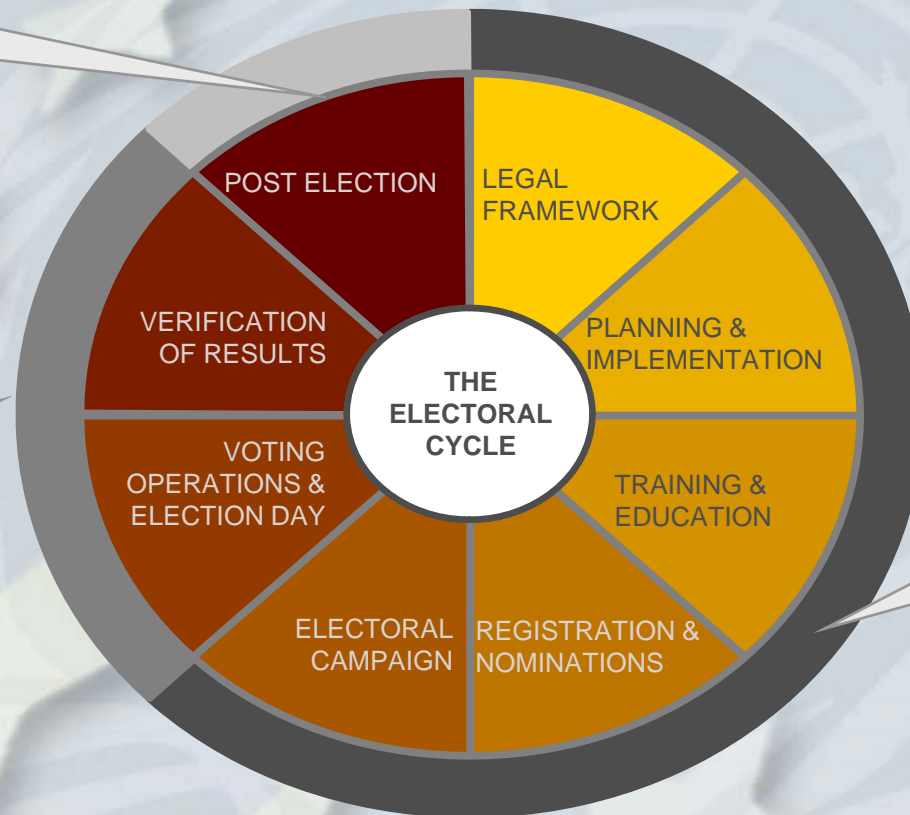 THE
ELECTORAL
CYCLE
LEGAL
FRAMEWORK
PLANNING &
IMPLEMENTATION
TRAINING &
EDUCATION
REGISTRATION &
NOMINATIONS
ELECTORAL
CAMPAIGN
VOTING
OPERATIONS &
ELECTION DAY
VERIFICATION
OF RESULTS
POST ELECTION